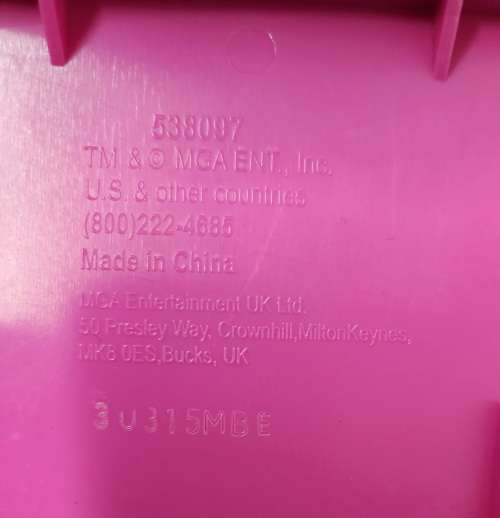 538097
TM & © MGA ENT., Inc.
U.S. & other countries
(800)222-4685
Made in China
MGA Entertainment UK Ltd.
50 Presley Way, Crownhill,MiltonKeynes,
MK8 0ES,Bucks, UK
30315MBE